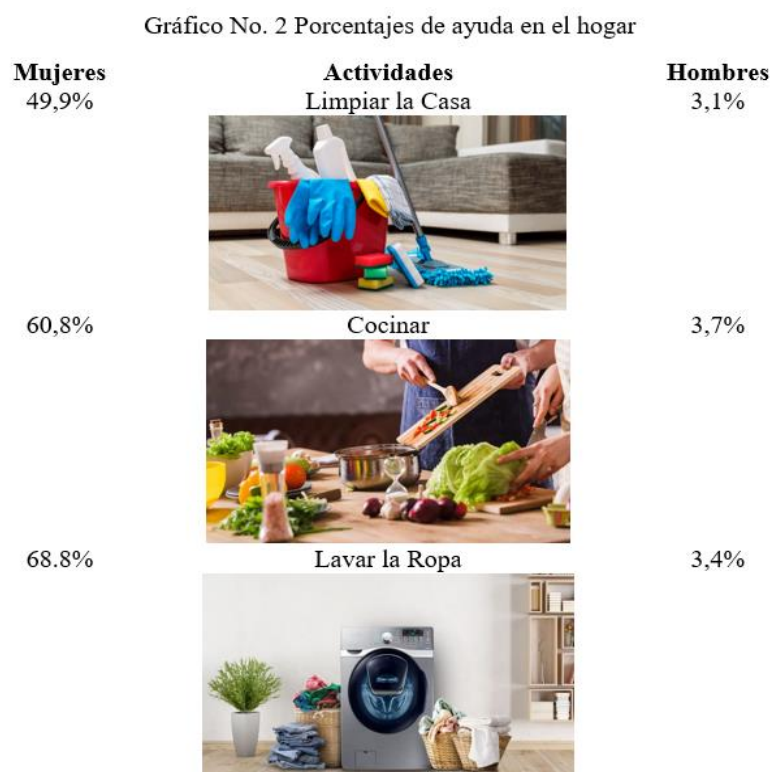 Gráfico No. 2 Porcentajes de ayuda en el hogar
Mujeres Actividades Hombres
49,9% Limpiar la Casa 3,1%
60,8% Cocinar 3,7%
68.8% Lavar la Ropa 3,4%